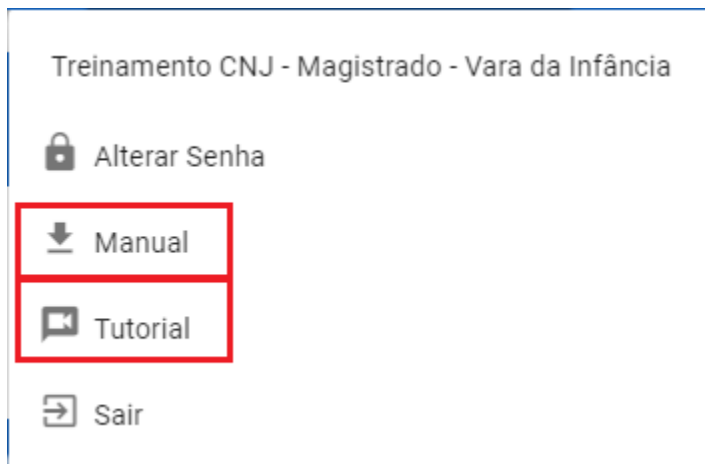 Treinamento CNJ - Magistrado - Vara da Infância
Alterar Senha
Manual
Tutorial
Sair